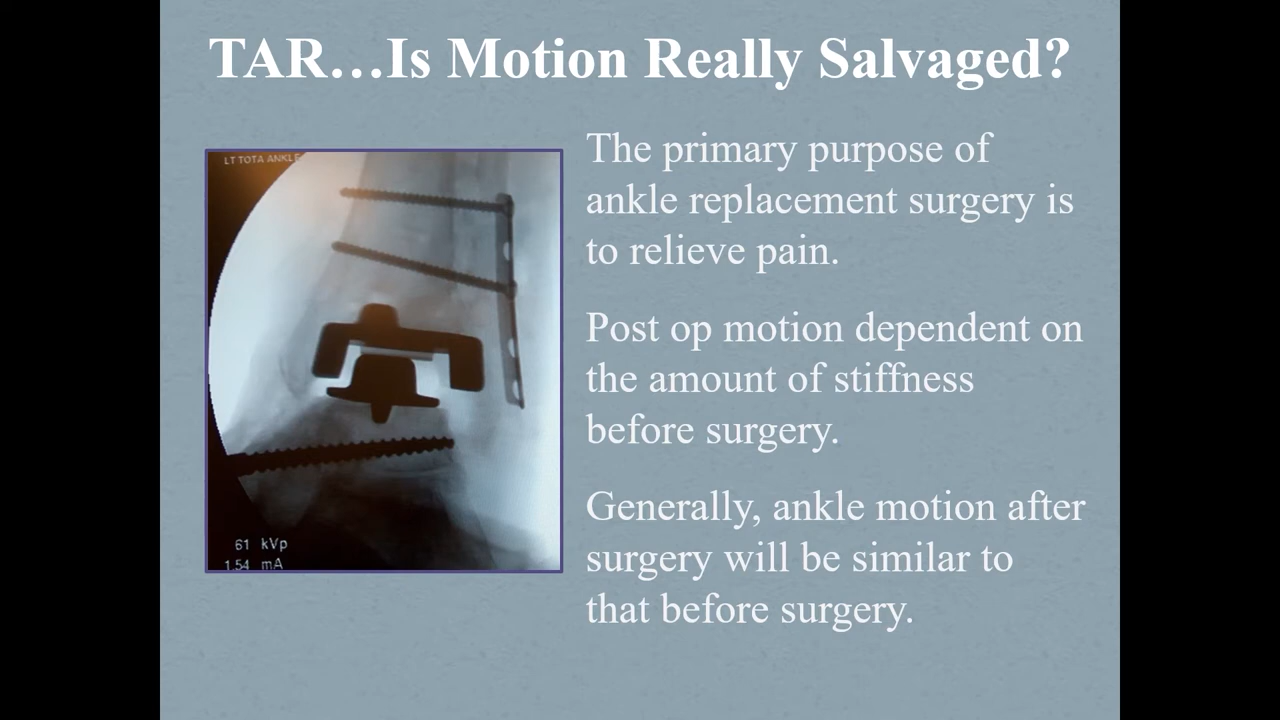 TAR…Is Motion Really Salvaged?
LT TOTA ANKLE
61 kVp
1.54 mA
The primary purpose of
ankle replacement surgery is
to relieve pain.
Post op motion dependent on
the amount of stiffness
before surgery.
Generally, ankle motion after
surgery will be similar to
that before surgery.